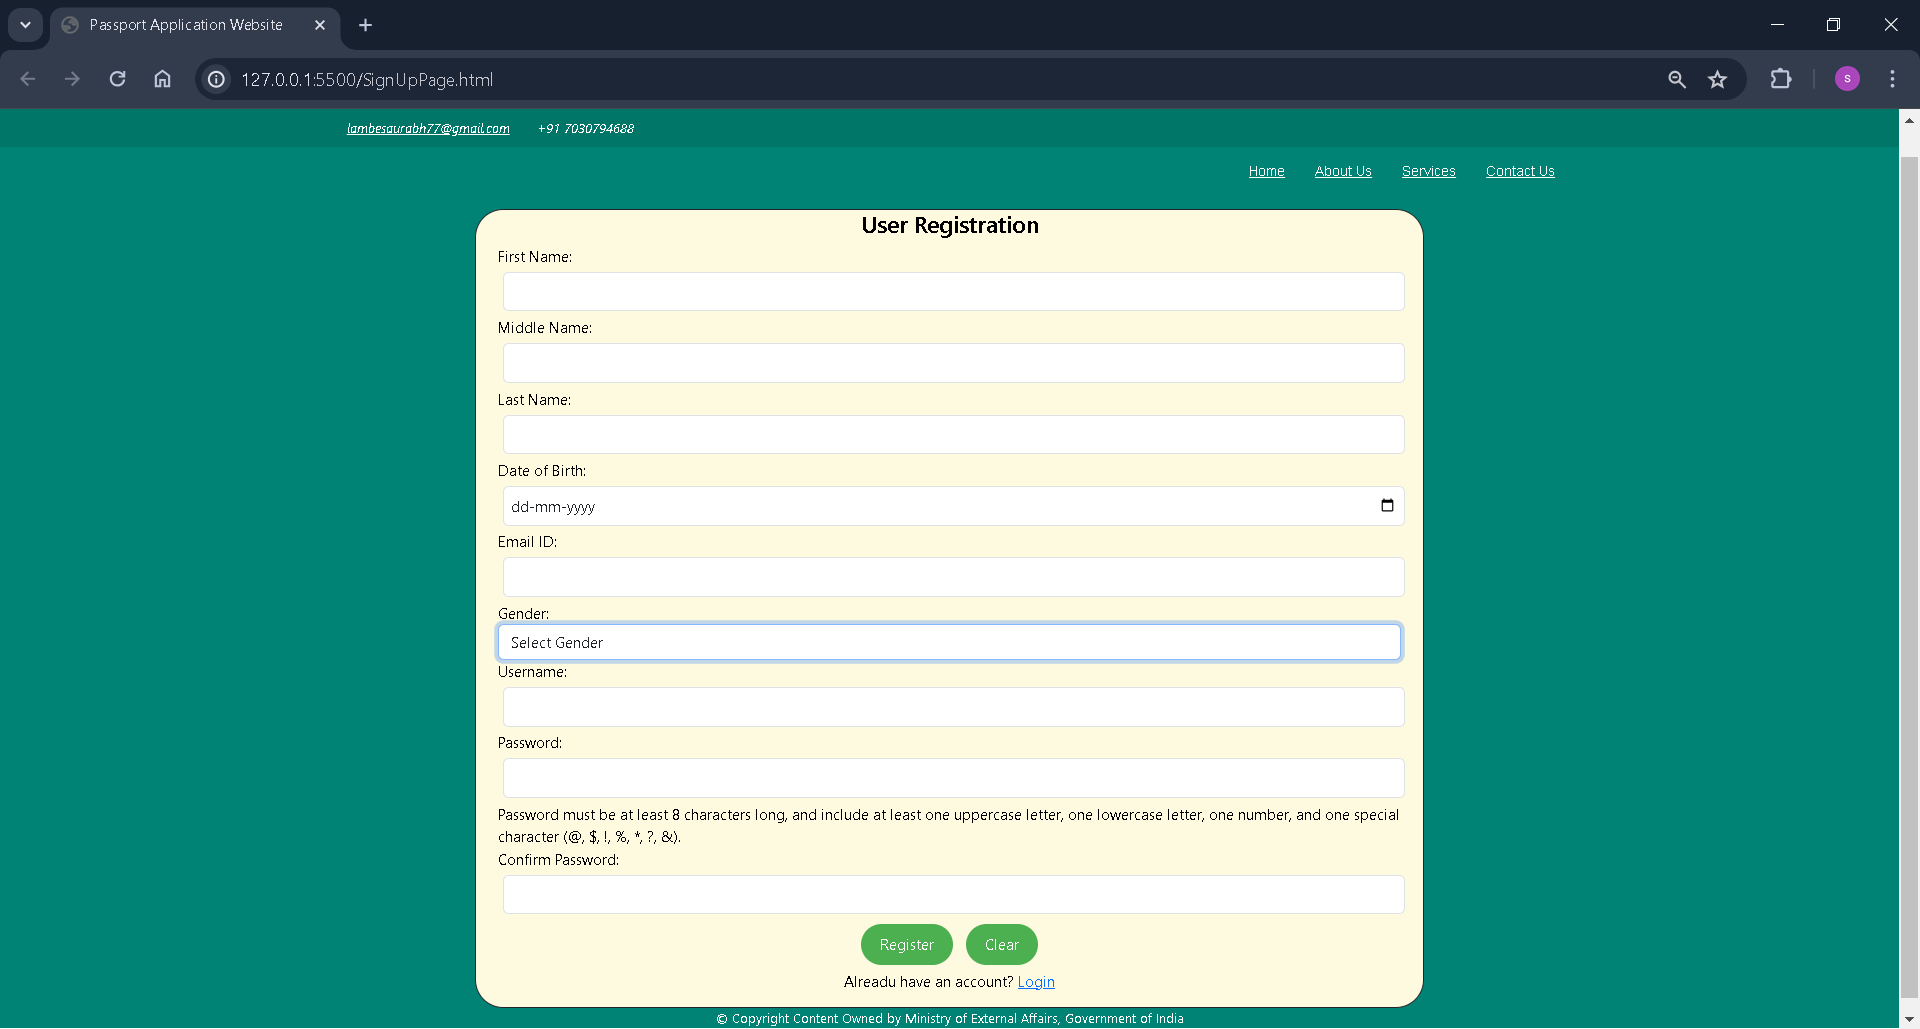 Passport Application Website
127.0.0.1:5500/SignUpPage.html
S
lambesaurabh77@gmail.com +91 7030794688
Home About Us Services Contact Us
User Registration
First Name:
Middle Name:
Last Name:
Date of Birth:
dd-mm-yyyy
Email ID:
Gender:
Select Gender
Username:
Password:
Password must be at least 8 characters long, and include at least one uppercase letter, one lowercase letter, one number, and one special
character (@, $, !, %, *, ?, &).
Confirm Password:
Register Clear
Alreadu have an account? Login
© Copyright Content Owned by Ministry of External Affairs, Government of India